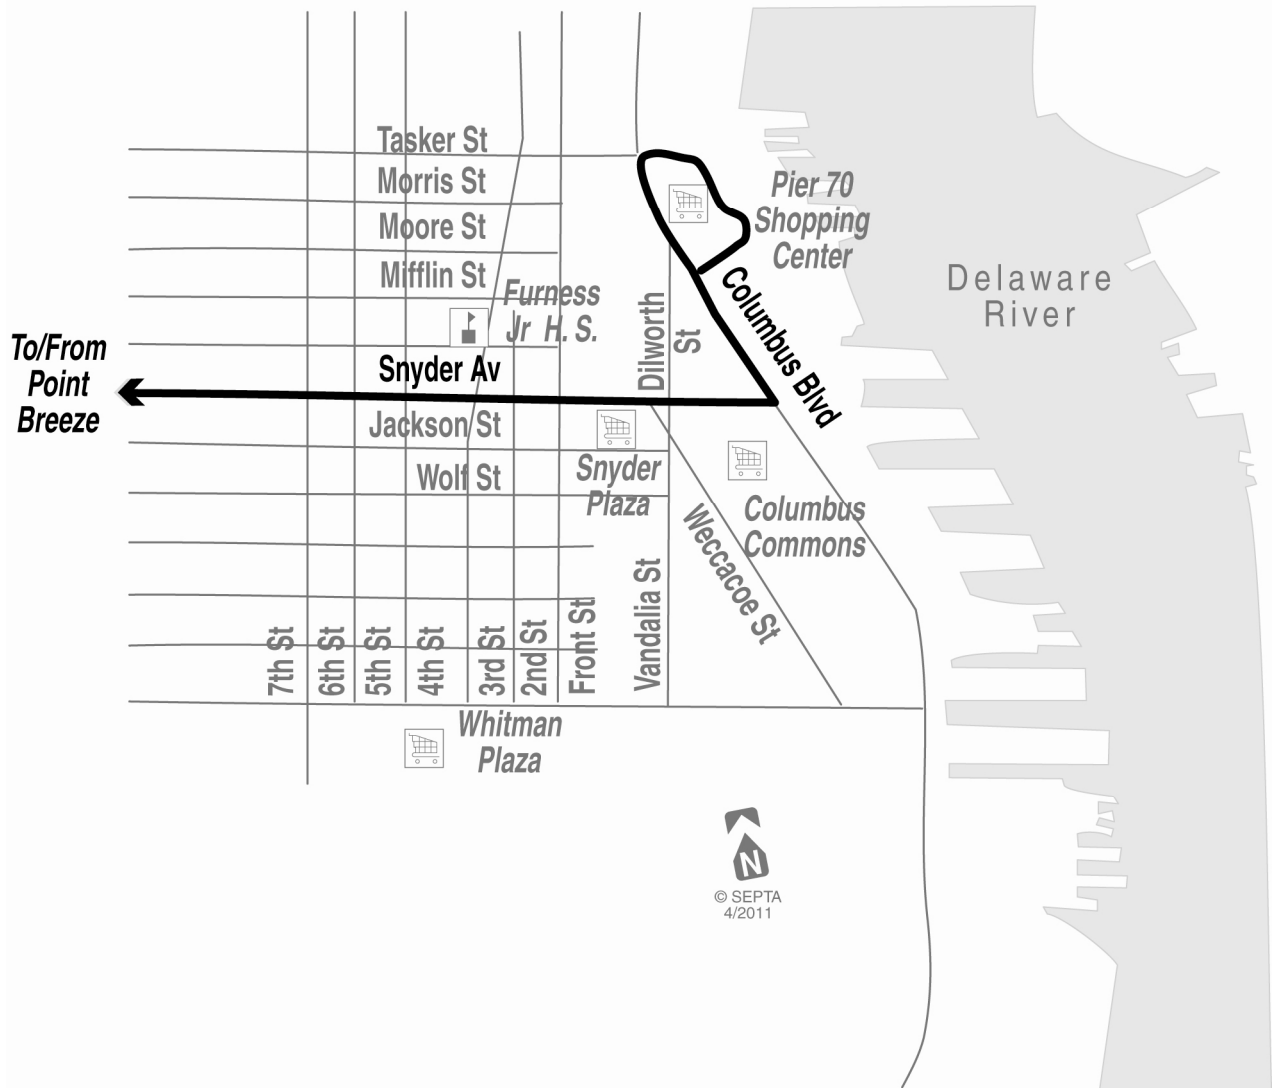 Tasker St
Morris St
Moore St
Mifflin St
Furness
Jr H. S.
Pier 70
Shopping
Center
Delaware
River
Dilworth
St
Columbus Blvd
To/From
Point
Breeze
Snyder Av
Jackson St
Wolf St
Snyder
Plaza
Columbus
Commons
Weccacoe St
7th St
6th St
5th St
4th St
3rd St
2nd St
Front St
Vandalia St
Whitman
Plaza
N
© SEPTA
4/2011